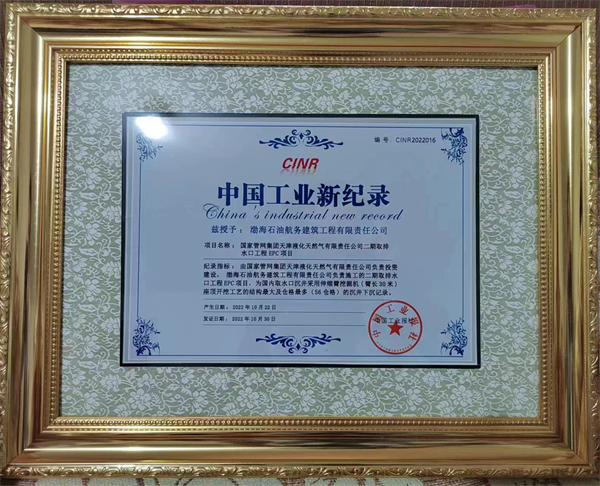 编 号 CINR2022016
CINR
中国工业新纪录
China's industrial new record
兹授予： 渤海石油航务建筑工程有限责任公司
项目名称： 国家管网集团天津液化天然气有限责任公司二期取排
水口工程EPC项目
纪录指标： 由国家管网集团天津液化天然气有限责任公司负责投资
建设， 渤海石油航务建筑工程有限责任公司负责施工的二期取排水
口工程EPC项目， 为国内取水口沉井采用伸缩臂挖掘机（臂长30米）
座顶开挖工艺的结构最大及仓格最多（56仓格）的沉井下沉记录。
产生日期： 2022年10月22日
发证日期： 2022年10月30日
中国工业报社